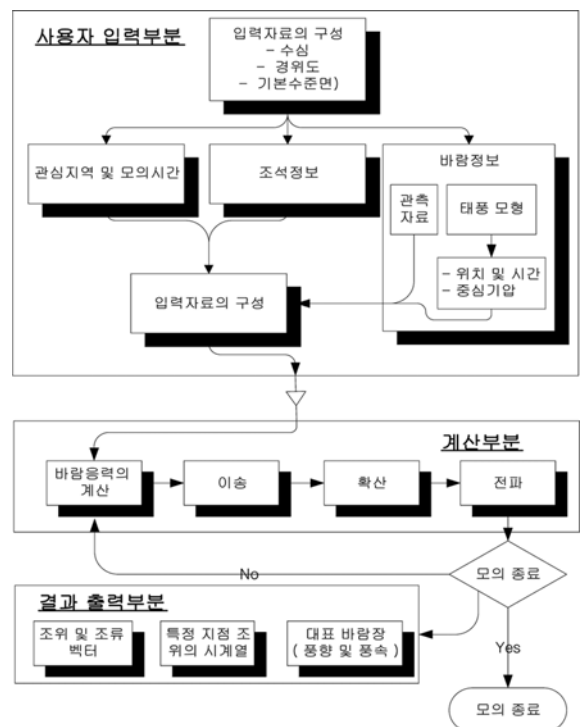 사용자 입력부분
입력자료의 구성
– 수심
– 경위도
– 기본수준면)
관심지역 및 모의시간
조석정보
바람정보
관측
자료
태풍 모형
– 위치 및 시간
– 중심기압
입력자료의 구성
계산부분
바람응력의
계산
이송
확산
전파
모의 종료
No
Yes
결과 출력부분
조위 및 조류
벡터
특정 지점 조
위의 시계열
대표 바람장
( 풍향 및 풍속 )
모의 종료